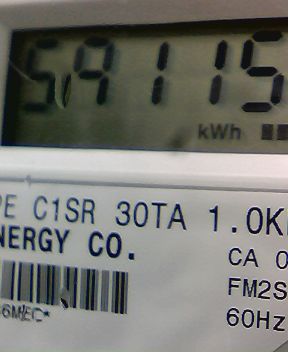 59115
kWh
PE C1SR 30TA 1.0K
NERGY CO.
CA 0
FM2S
60Hz
6MEC*